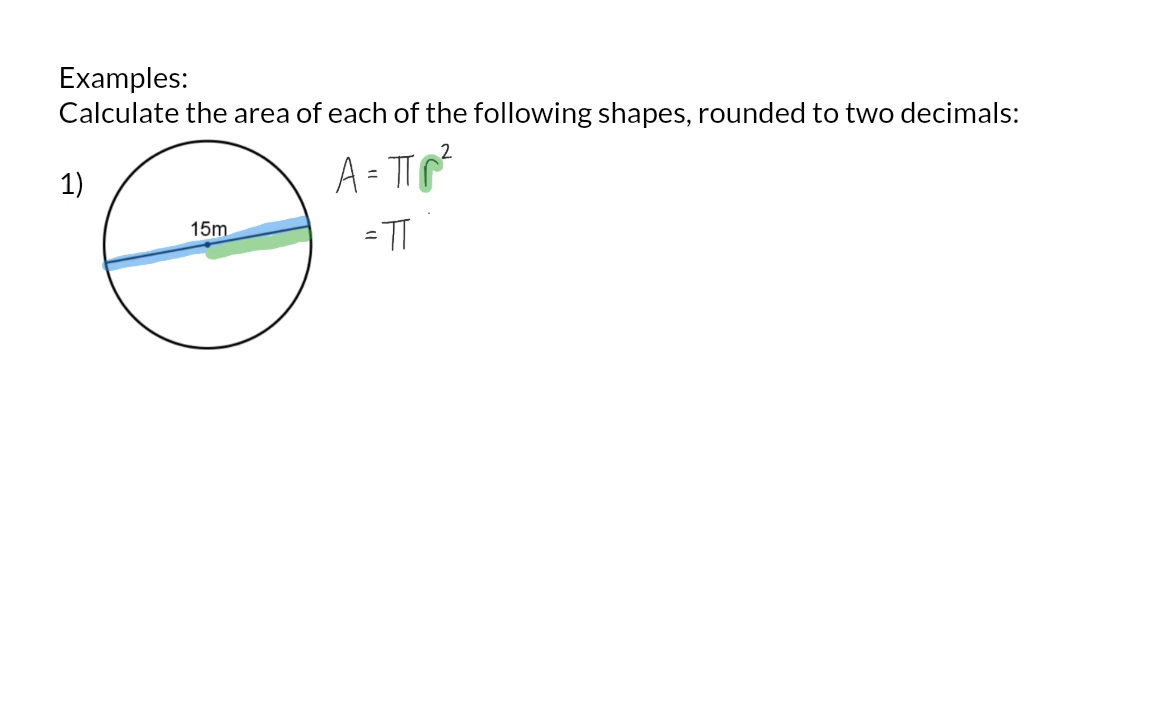 Examples:
Calculate the area of each of the following shapes, rounded to two decimals:
1)
15m
A = πr²
= π